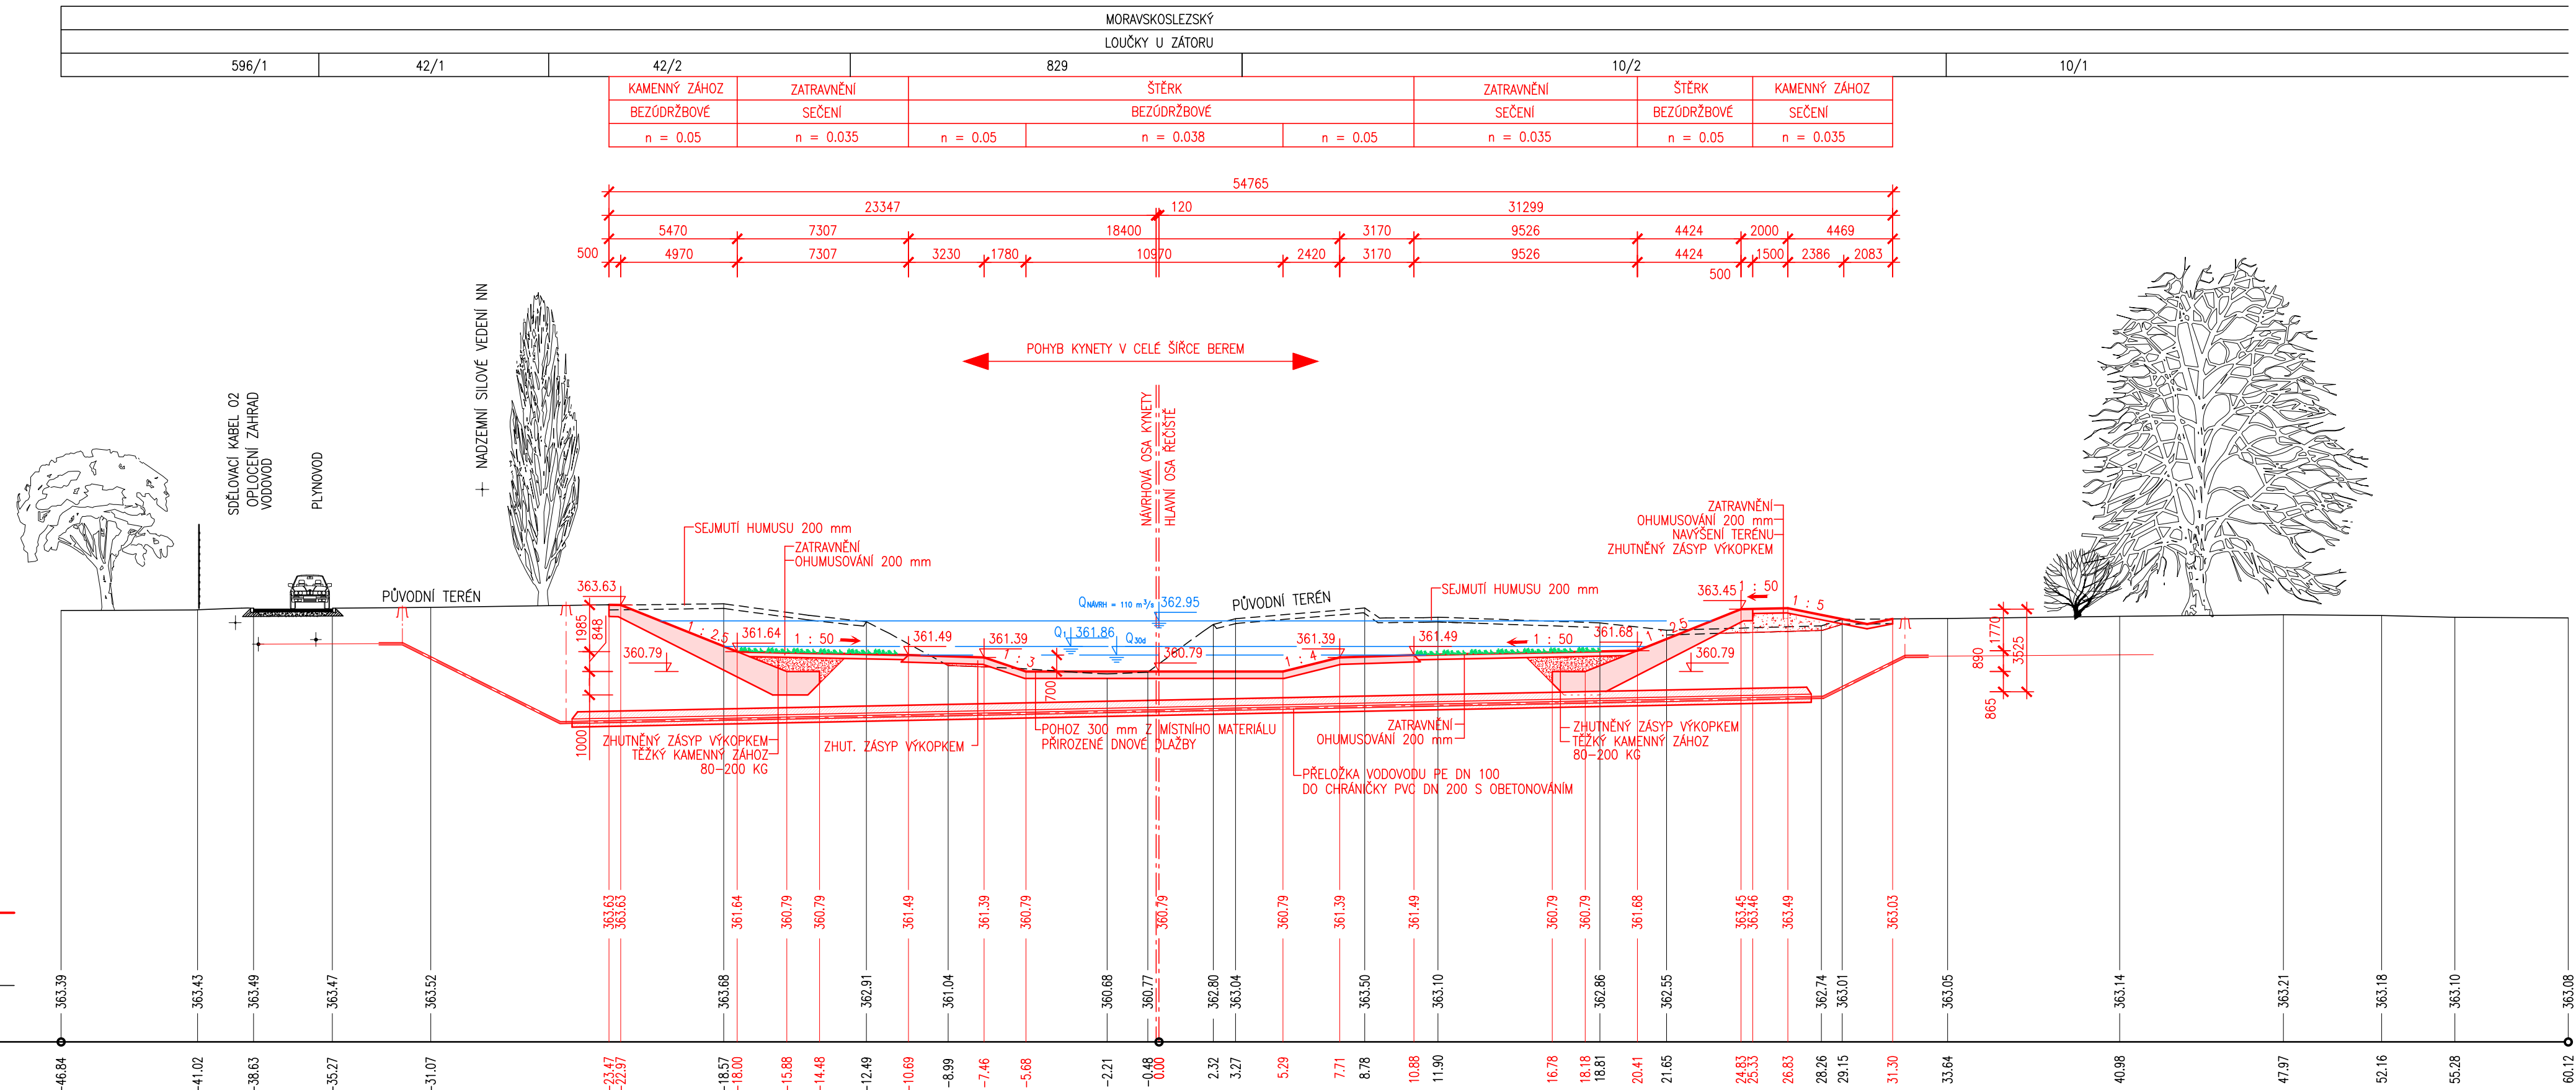 MORAVSKOSLEZSKÝ
LOUČKY U ZÁTORU
596/1 42/1 42/2 829 10/2 10/1
KAMENNÝ ZÁHOZ ZATRAVNĚNÍ ŠTĚRK ZATRAVNĚNÍ ŠTĚRK KAMENNÝ ZÁHOZ
BEZÚDRŽBOVÉ SEČENÍ BEZÚDRŽBOVÉ SEČENÍ BEZÚDRŽBOVÉ SEČENÍ
n = 0.05 n = 0.035 n = 0.05 n = 0.038 n = 0.05 n = 0.035 n = 0.05 n = 0.035
54765
23347 120 31299
5470 7307 18400 3170 9526 4424 2000 4469
500 4970 7307 3230 1780 10970 2420 3170 9526 4424 500 1500 2386 2083
POHYB KYNETY V CELÉ ŠÍŘCE BEREM
NÁVRHOVÁ OSA KYNETY
HLAVNÍ OSA ŘEČIŠTĚ
SDĚLOVACÍ KABEL O2
OPLOCENÍ ZAHRAD
VODOVOD
PLYNOVOD
NADZEMNÍ SILOVÉ VEDENÍ NN
PŮVODNÍ TERÉN
SEJMUTÍ HUMUSU 200 mm
ZATRAVNĚNÍ
OHUMUSOVÁNÍ 200 mm
ZATRAVNĚNÍ
OHUMUSOVÁNÍ 200 mm
NAVÝŠENÍ TERÉNU
ZHUTNĚNÝ ZÁSYP VÝKOPKEM
SEJMUTÍ HUMUSU 200 mm
PŮVODNÍ TERÉN
QNÁVRH = 110 m³/s 362.95
Q1 361.86
Q30d
363.63
1 : 2.5
361.64
1 : 50
361.49
361.39
1 : 3
360.79
360.79
1 : 4
361.39
361.49
1 : 50
361.68
1 : 2.5
360.79
363.45
1 : 50
1 : 5
1985
848
1000
700
1770
890
865
3525
ZHUTNĚNÝ ZÁSYP VÝKOPKEM
TĚŽKÝ KAMENNÝ ZÁHOZ
80-200 KG
ZHUT. ZÁSYP VÝKOPKEM
POHOZ 300 mm Z MÍSTNÍHO MATERIÁLU
PŘIROZENÉ DNOVÉ DLAŽBY
ZATRAVNĚNÍ
OHUMUSOVÁNÍ 200 mm
ZHUTNĚNÝ ZÁSYP VÝKOPKEM
TĚŽKÝ KAMENNÝ ZÁHOZ
80-200 KG
PŘELOŽKA VODOVODU PE DN 100
DO CHRÁNIČKY PVC DN 200 S OBETONOVÁNÍM
363.63 363.63 361.64 360.79 360.79 361.49 361.39 360.79 360.79 360.79 361.39 361.49 360.79 360.79 361.68 363.45 363.46 363.49 363.03
363.39 363.43 363.49 363.47 363.52 363.68 362.91 361.04 360.68 360.77 362.80 363.04 363.50 363.10 362.86 362.55 362.74 363.01 363.05 363.14 363.21 363.18 363.10 363.08
-46.84 -41.02 -38.63 -35.27 -31.07 -23.47 -22.97 -18.57 -18.00 -15.88 -14.48 -12.49 -10.69 -8.99 -7.46 -5.68 -2.21 -0.48 0.00 2.32 3.27 5.29 7.71 8.78 10.88 11.90 16.78 18.18 18.81 20.41 21.65 24.83 25.33 26.83 28.26 29.15 31.30 33.64 40.98 47.97 52.16 55.28 60.12